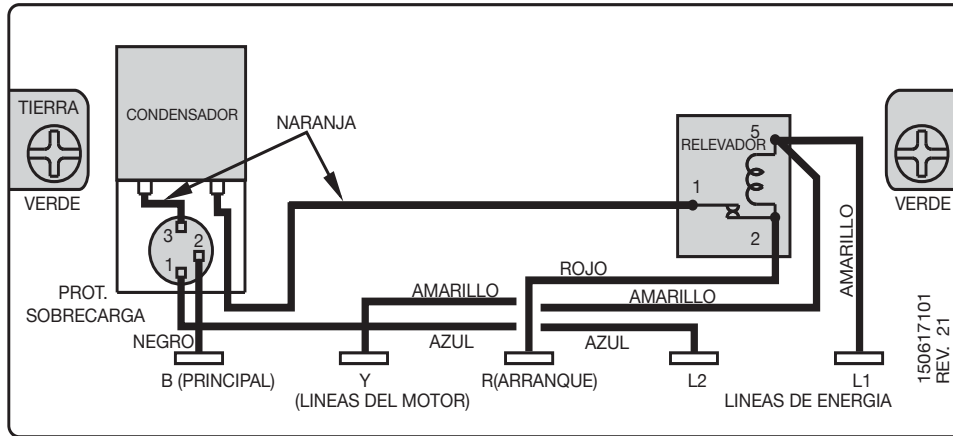 TIERRA
VERDE
CONDENSADOR
NARANJA
3
2
1
PROT.
SOBRECARGA
NEGRO
RELEVADOR
5
1
2
VERDE
AMARILLO
ROJO
AMARILLO
AMARILLO
AZUL
AZUL
B (PRINCIPAL)
Y
R(ARRANQUE)
L2
L1
(LINEAS DEL MOTOR)
LINEAS DE ENERGIA
150617101
REV. 21